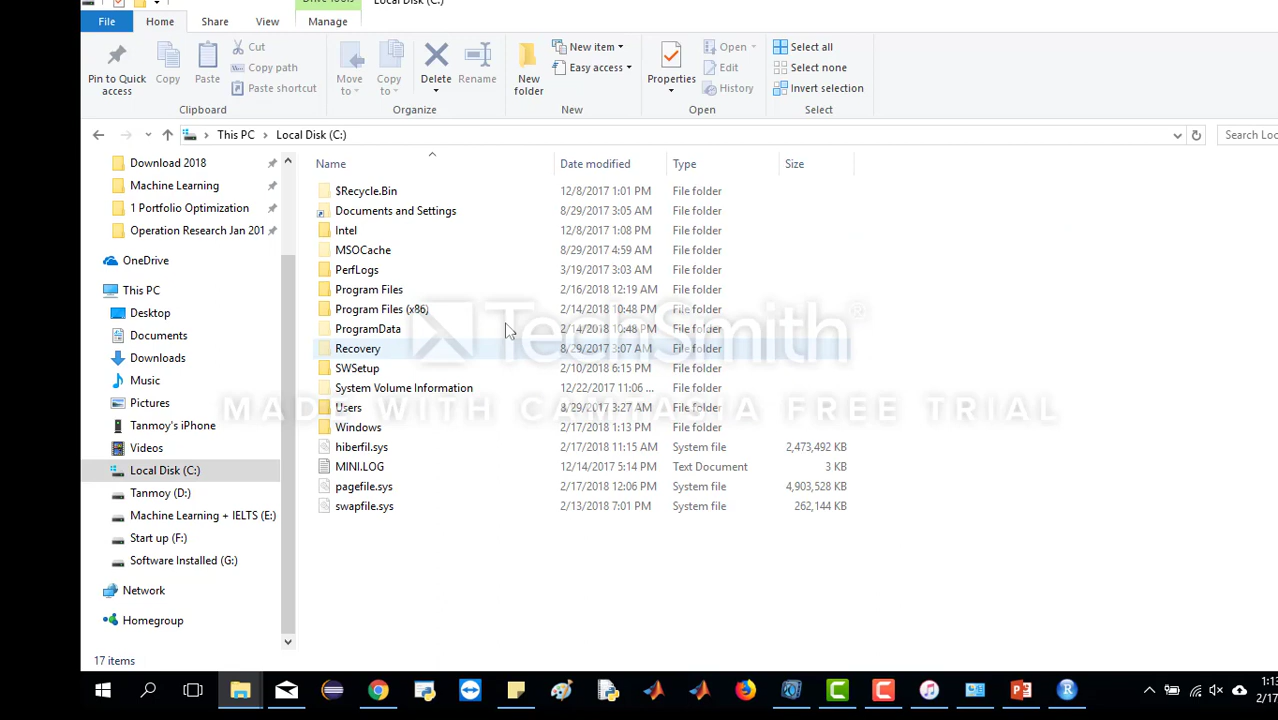 Drive Tools Local Disk (C:)
File Home Share View Manage
Pin to Quick access
Copy
Paste
Cut
Copy path
Paste shortcut
Clipboard
Move to
Copy to
Delete
Rename
Organize
New folder
New item
Easy access
New
Properties
Open
Edit
History
Open
Select all
Select none
Invert selection
Select
This PC Local Disk (C:) Search Loc
Download 2018
Machine Learning
1 Portfolio Optimization
Operation Research Jan 201
OneDrive
This PC
Desktop
Documents
Downloads
Music
Pictures
Tanmoy's iPhone
Videos
Local Disk (C:)
Tanmoy (D:)
Machine Learning + IELTS (E:)
Start up (F:)
Software Installed (G:)
Network
Homegroup
Name Date modified Type Size
$Recycle.Bin 12/8/2017 1:01 PM File folder
Documents and Settings 8/29/2017 3:05 AM File folder
Intel 12/8/2017 1:08 PM File folder
MSOCache 8/29/2017 4:59 AM File folder
PerfLogs 3/19/2017 3:03 AM File folder
Program Files 2/16/2018 12:19 AM File folder
Program Files (x86) 2/14/2018 10:48 PM File folder
ProgramData 2/14/2018 10:48 PM File folder
Recovery 8/29/2017 3:07 AM File folder
SWSetup 2/10/2018 6:15 PM File folder
System Volume Information 12/22/2017 11:06 ... File folder
Users 8/29/2017 3:27 AM File folder
Windows 2/17/2018 1:13 PM File folder
hiberfil.sys 2/17/2018 11:15 AM System file 2,473,492 KB
MINI.LOG 12/14/2017 5:14 PM Text Document 3 KB
pagefile.sys 2/17/2018 12:06 PM System file 4,903,528 KB
swapfile.sys 2/13/2018 7:01 PM System file 262,144 KB
TechSmith®
MADE WITH CAMTASIA FREE TRIAL
17 items
1:13
2/17